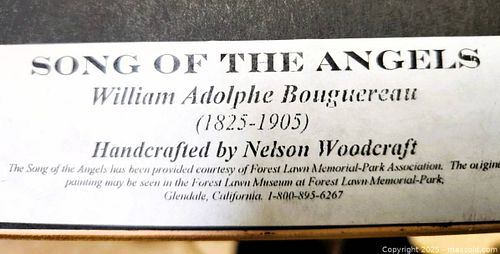 SONG OF THE ANGELS
William Adolphe Bouguereau
(1825-1905)
Handcrafted by Nelson Woodcraft
The Song of the Angels has been provided courtesy of Forest Lawn Memorial-Park Association. The origina
painting may be seen in the Forest Lawn Museum at Forest Lawn Memorial-Park,
Glendale, California. 1-800-895-6267
Copyright 2025 - maxsold.com